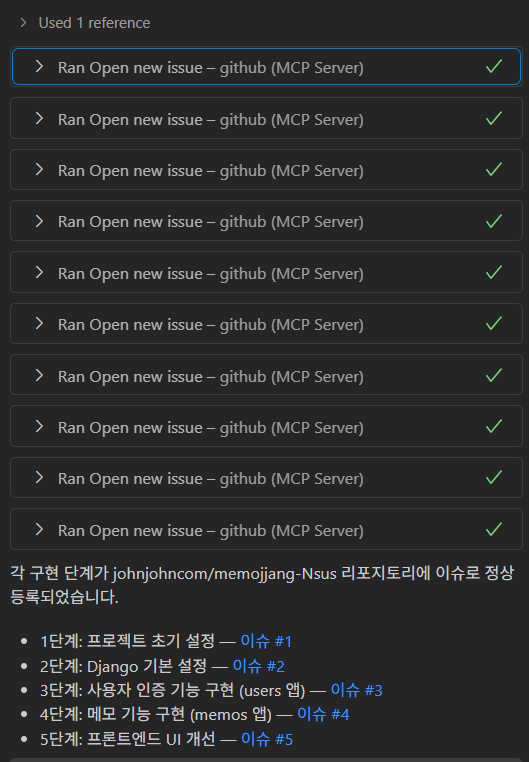 Used 1 reference
Ran Open new issue – github (MCP Server)
Ran Open new issue – github (MCP Server)
Ran Open new issue – github (MCP Server)
Ran Open new issue – github (MCP Server)
Ran Open new issue – github (MCP Server)
Ran Open new issue – github (MCP Server)
Ran Open new issue – github (MCP Server)
Ran Open new issue – github (MCP Server)
Ran Open new issue – github (MCP Server)
Ran Open new issue – github (MCP Server)
각 구현 단계가 johnjohncom/memojjang-Nsus 리포지토리에 이슈로 정상
등록되었습니다.
1단계: 프로젝트 초기 설정 — 이슈 #1
2단계: Django 기본 설정 — 이슈 #2
3단계: 사용자 인증 기능 구현 (users 앱) — 이슈 #3
4단계: 메모 기능 구현 (memos 앱) — 이슈 #4
5단계: 프론트엔드 UI 개선 — 이슈 #5